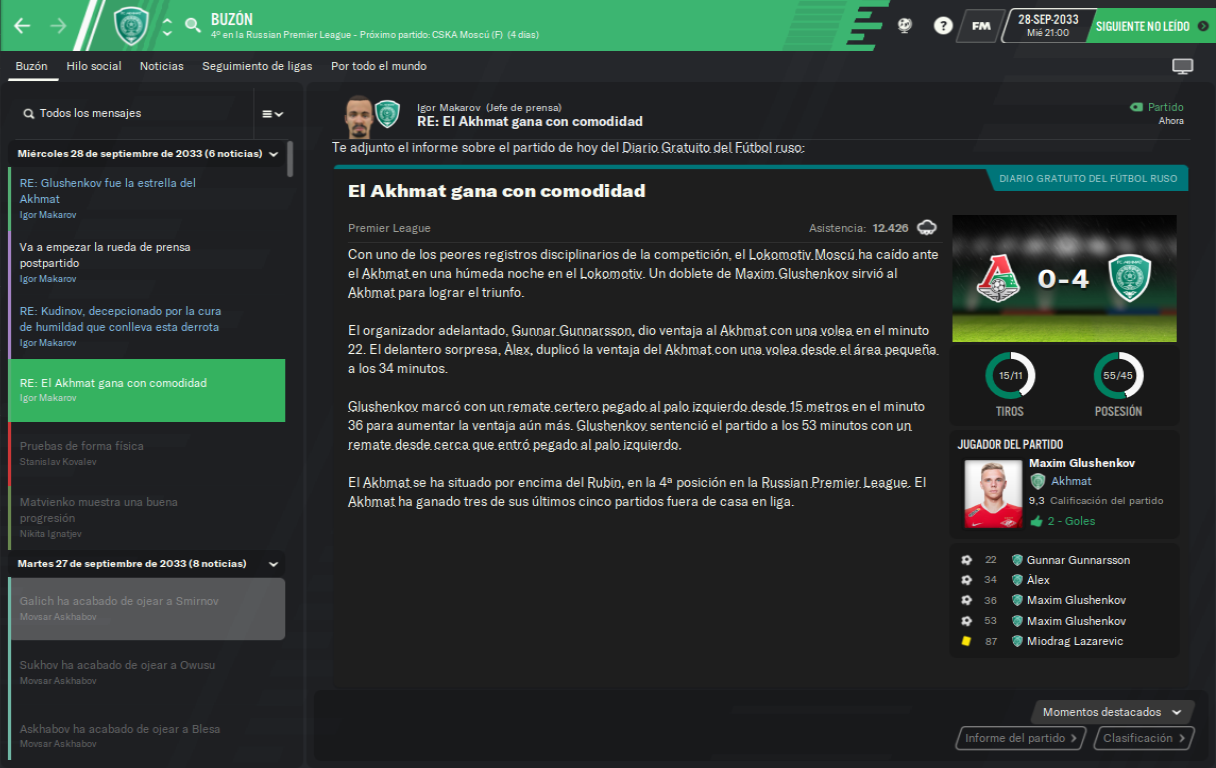 BUZÓN
4º en la Russian Premier League - Próximo partido: CSKA Moscú (F) (4 días)
?
FM
28-SEP-2033
Mié 21:00
SIGUIENTE NO LEÍDO
Buzón
Hilo social
Noticias
Seguimiento de ligas
Por todo el mundo
Todos los mensajes
Miércoles 28 de septiembre de 2033 (6 noticias)
RE: Glushenkov fue la estrella del
Akhmat
Igor Makarov
Va a empezar la rueda de prensa
postpartido
Igor Makarov
RE: Kudinov, decepcionado por la cura
de humildad que conlleva esta derrota
Igor Makarov
RE: El Akhmat gana con comodidad
Igor Makarov
Pruebas de forma física
Stanislav Kovalev
Matvienko muestra una buena
progresión
Nikita Ignatjev
Martes 27 de septiembre de 2033 (8 noticias)
Galich ha acabado de ojear a Smirnov
Movsar Askhabov
Sukhov ha acabado de ojear a Owusu
Movsar Askhabov
Askhabov ha acabado de ojear a Blesa
Movsar Askhabov
Igor Makarov (Jefe de prensa)
RE: El Akhmat gana con comodidad
Partido
Ahora
Te adjunto el informe sobre el partido de hoy del Diario Gratuito del Fútbol ruso:
DIARIO GRATUITO DEL FÚTBOL RUSO
El Akhmat gana con comodidad
Premier League
Asistencia: 12.426
Con uno de los peores registros disciplinarios de la competición, el Lokomotiv Moscú ha caído ante
el Akhmat en una húmeda noche en el Lokomotiv. Un doblete de Maxim Glushenkov sirvió al
Akhmat para lograr el triunfo.
El organizador adelantado, Gunnar Gunnarsson, dio ventaja al Akhmat con una volea en el minuto
22. El delantero sorpresa, Àlex, duplicó la ventaja del Akhmat con una volea desde el área pequeña
a los 34 minutos.
Glushenkov marcó con un remate certero pegado al palo izquierdo desde 15 metros en el minuto
36 para aumentar la ventaja aún más. Glushenkov sentenció el partido a los 53 minutos con un
remate desde cerca que entró pegado al palo izquierdo.
El Akhmat se ha situado por encima del Rubin, en la 4ª posición en la Russian Premier League. El
Akhmat ha ganado tres de sus últimos cinco partidos fuera de casa en liga.
0-4
15/11
55/45
TIROS
POSESIÓN
JUGADOR DEL PARTIDO
Maxim Glushenkov
Akhmat
9,3 Calificación del partido
2 - Goles
22 Gunnar Gunnarsson
34 Àlex
36 Maxim Glushenkov
53 Maxim Glushenkov
87 Miodrag Lazarevic
Momentos destacados
Informe del partido
Clasificación